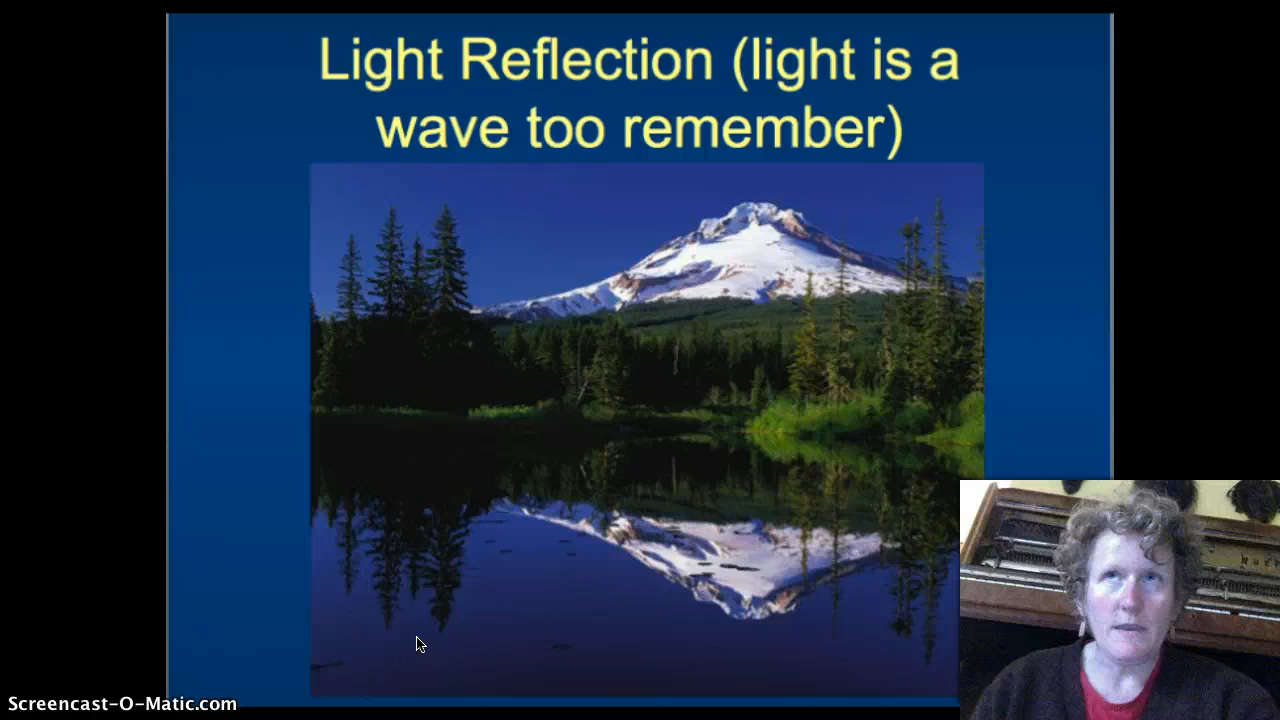 Light Reflection (light is a
wave too remember)
Screencast-O-Matic.com